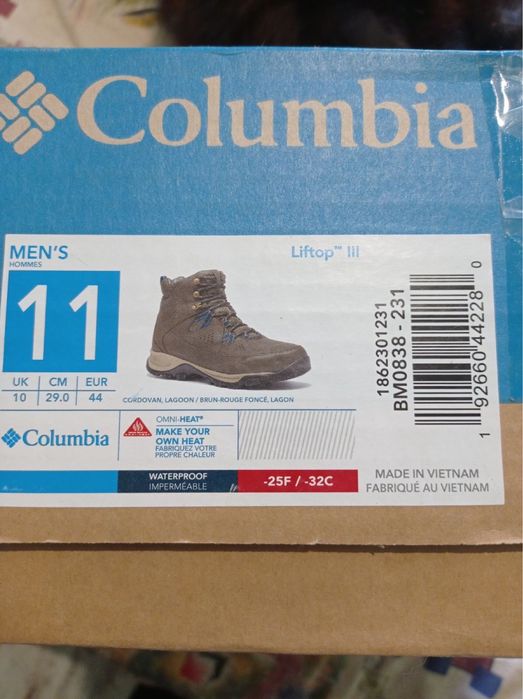 Columbia
MEN'S
HOMMES
Liftop™ III
11
UK CM EUR
10 29.0 44
CORDOVAN, LAGOON / BRUN-ROUGE FONCÉ, LAGON
1862301231
BM0838 - 231
1 92660 44228 0
Columbia
OMNI-HEAT®
MAKE YOUR
OWN HEAT
FABRIQUEZ VOTRE
PROPRE CHALEUR
WATERPROOF
IMPERMÉABLE
-25F / -32C
MADE IN VIETNAM
FABRIQUÉ AU VIETNAM